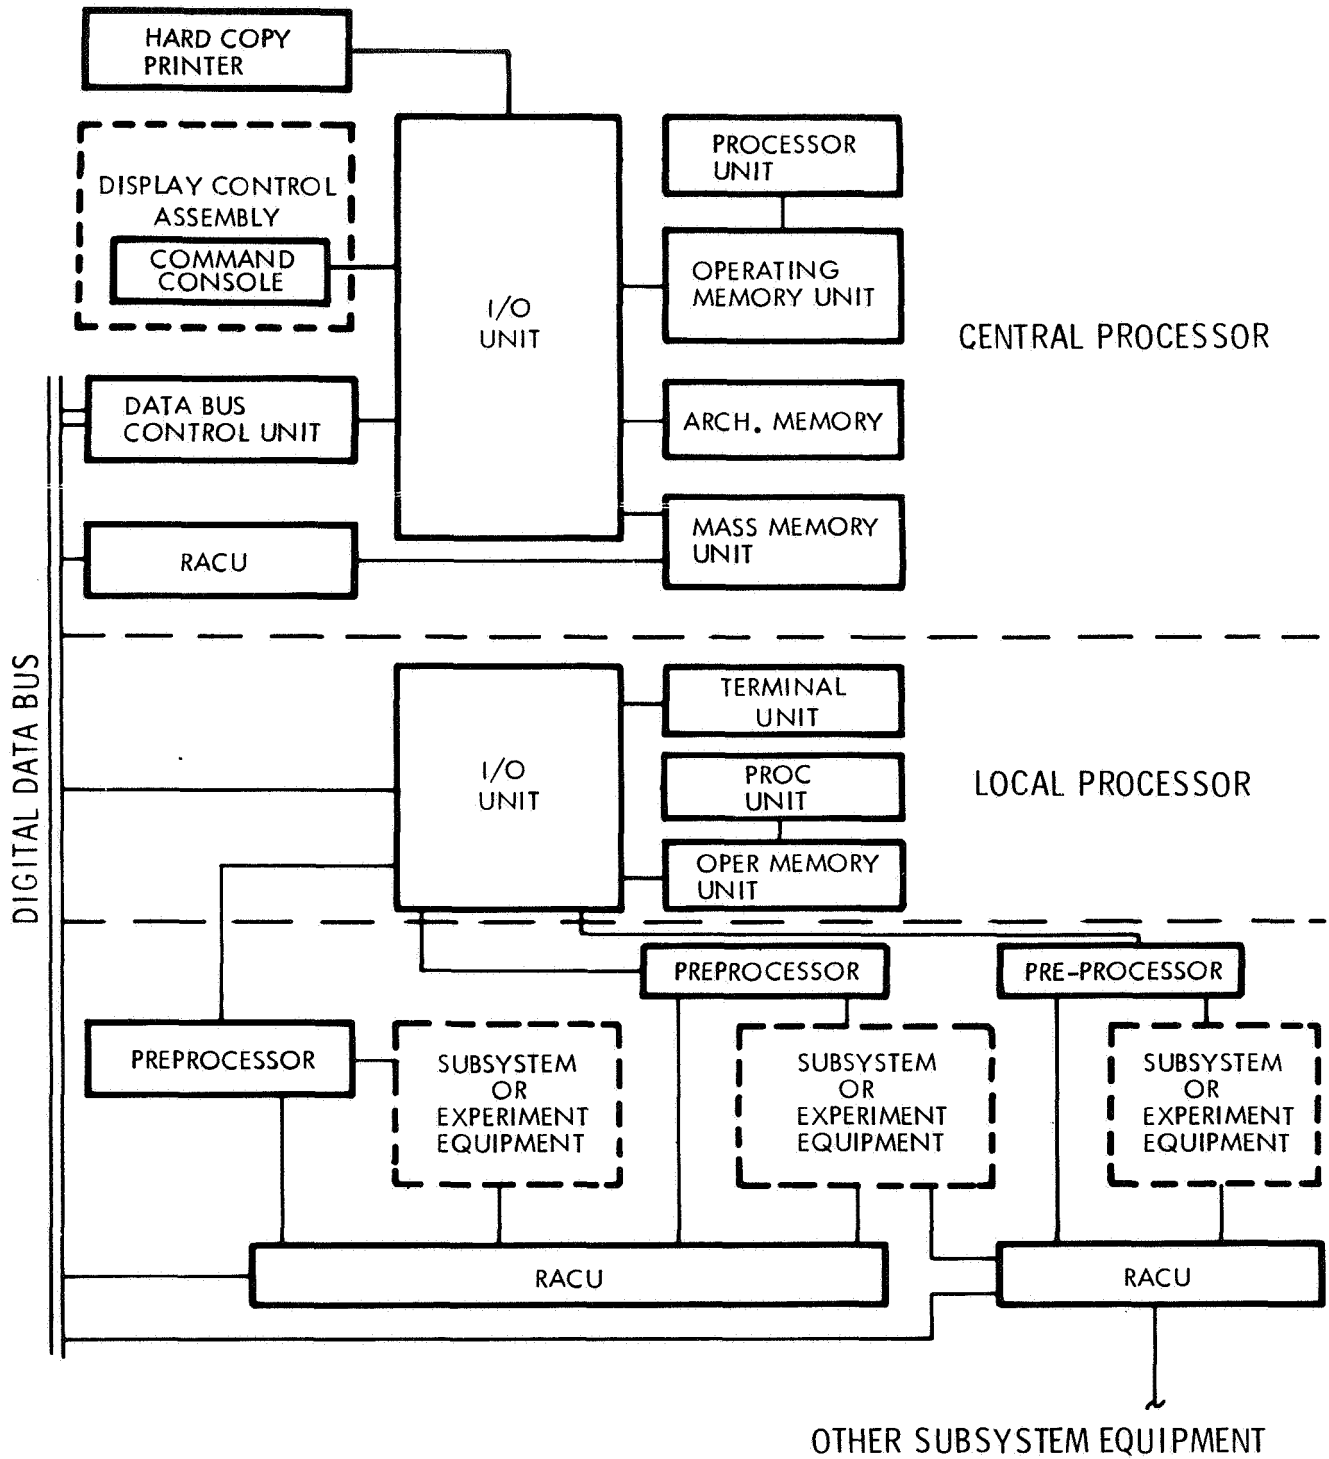 HARD COPY
PRINTER
DISPLAY CONTROL
ASSEMBLY
COMMAND
CONSOLE
I/O
UNIT
PROCESSOR
UNIT
OPERATING
MEMORY UNIT
CENTRAL PROCESSOR
DATA BUS
CONTROL UNIT
ARCH. MEMORY
RACU
MASS MEMORY
UNIT
DIGITAL DATA BUS
I/O
UNIT
TERMINAL
UNIT
PROC
UNIT
OPER MEMORY
UNIT
LOCAL PROCESSOR
PREPROCESSOR
PRE-PROCESSOR
PREPROCESSOR
SUBSYSTEM
OR
EXPERIMENT
EQUIPMENT
SUBSYSTEM
OR
EXPERIMENT
EQUIPMENT
SUBSYSTEM
OR
EXPERIMENT
EQUIPMENT
RACU
RACU
OTHER SUBSYSTEM EQUIPMENT